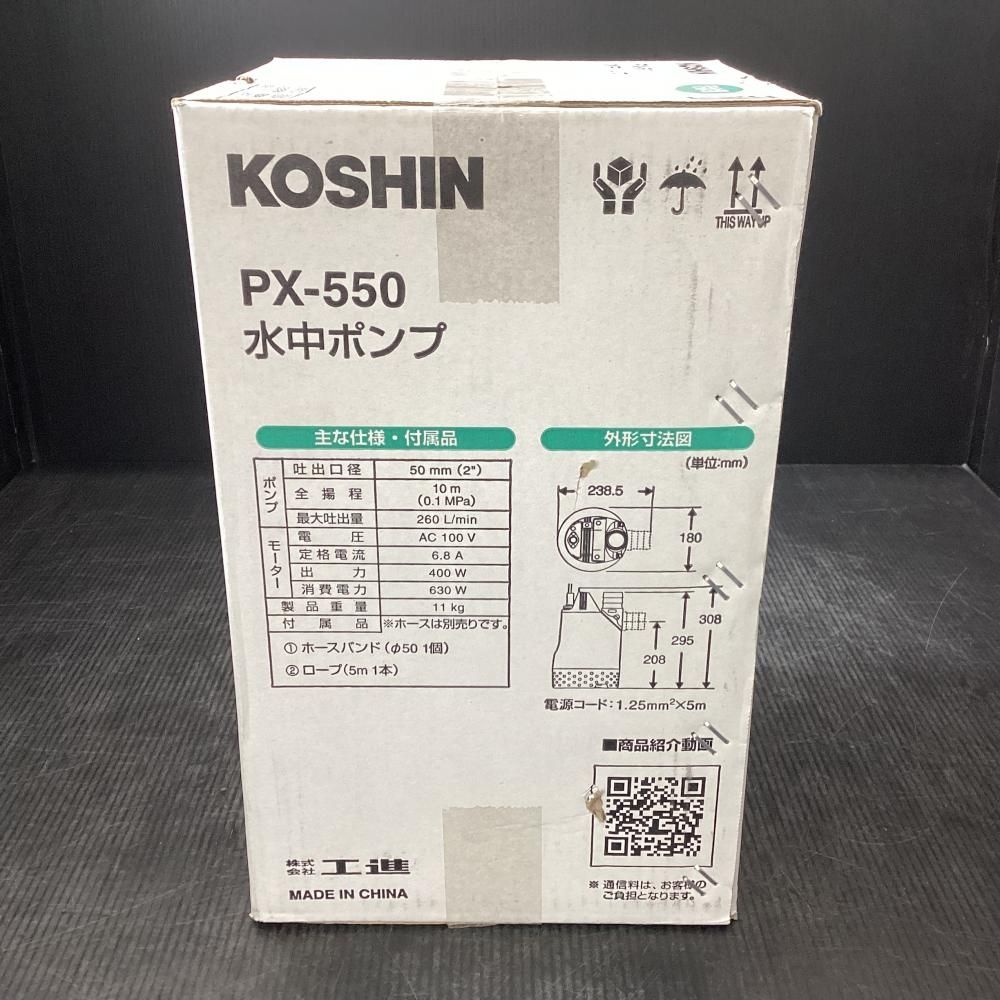 KOSHIN
KOSHIN
THIS WAY UP
PX-550
水中ポンプ
主な仕様・付属品
ポンプ 吐出口径 50 mm (2")
全揚程 10 m (0.1 MPa)
最大吐出量 260 L/min
モーター 電圧 AC 100 V
定格電流 6.8 A
出力 400 W
消費電力 630 W
製品重量 11 kg
付属品 ※ホースは別売りです。
① ホースバンド(φ50 1個)
② ロープ(5m 1本)
外形寸法図
(単位:mm)
238.5
180
308
295
208
電源コード:1.25mm²×5m
■商品紹介動画
※ 通信料は、お客様の
ご負担となります。
株式会社 工進
MADE IN CHINA